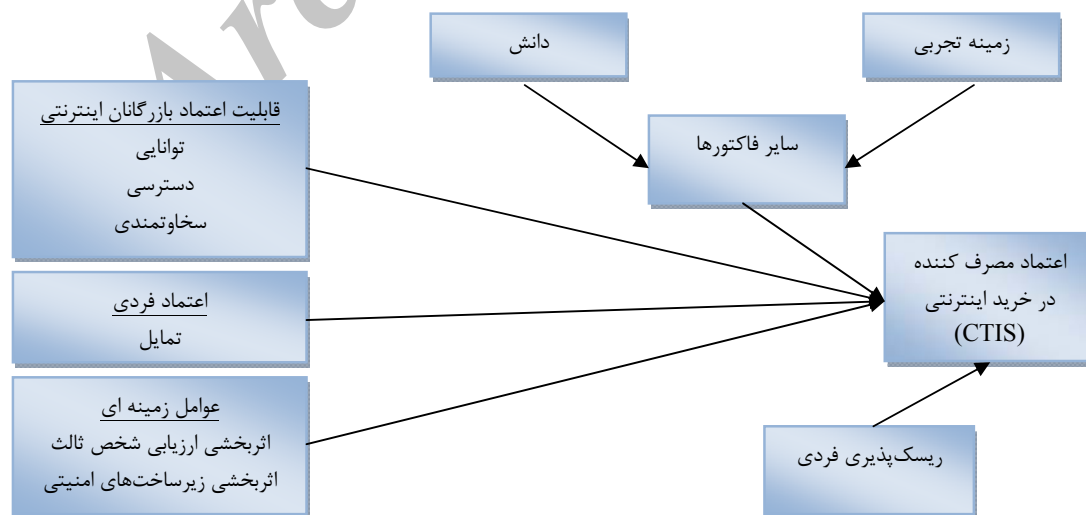 زمینه تجربی
دانش
سایر فاکتورها
قابلیت اعتماد بازرگانان اینترنتی
توانایی
دسترسی
سخاوتمندی
اعتماد فردی
تمایل
عوامل زمینه ای
اثربخشی ارزیابی شخص ثالث
اثربخشی زیرساخت‌های امنیتی
اعتماد مصرف کننده
در خرید اینترنتی
(CTIS)
ریسک‌پذیری فردی